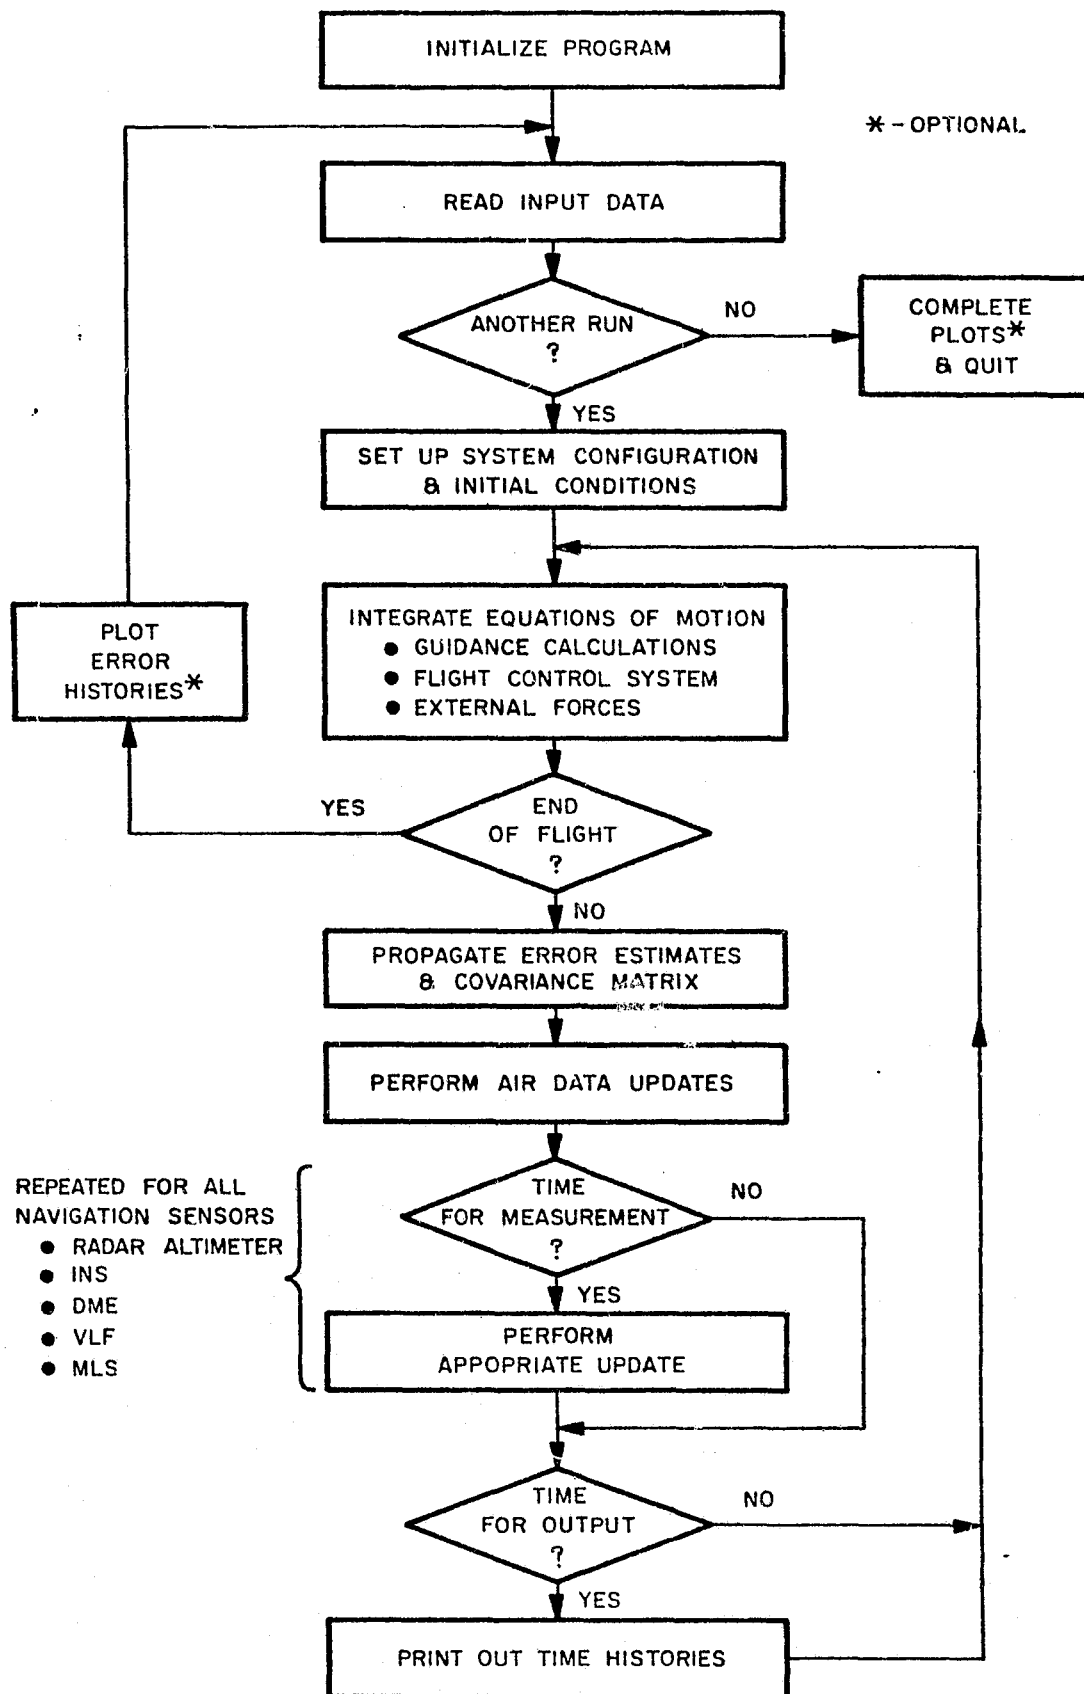 INITIALIZE PROGRAM
* - OPTIONAL
READ INPUT DATA
ANOTHER RUN
?
NO
COMPLETE
PLOTS*
& QUIT
YES
SET UP SYSTEM CONFIGURATION
& INITIAL CONDITIONS
INTEGRATE EQUATIONS OF MOTION
● GUIDANCE CALCULATIONS
● FLIGHT CONTROL SYSTEM
● EXTERNAL FORCES
PLOT
ERROR
HISTORIES*
YES
END
OF FLIGHT
?
NO
PROPAGATE ERROR ESTIMATES
& COVARIANCE MATRIX
PERFORM AIR DATA UPDATES
REPEATED FOR ALL
NAVIGATION SENSORS
● RADAR ALTIMETER
● INS
● DME
● VLF
● MLS
TIME
FOR MEASUREMENT
?
NO
YES
PERFORM
APPOPRIATE UPDATE
TIME
FOR OUTPUT
?
NO
YES
PRINT OUT TIME HISTORIES